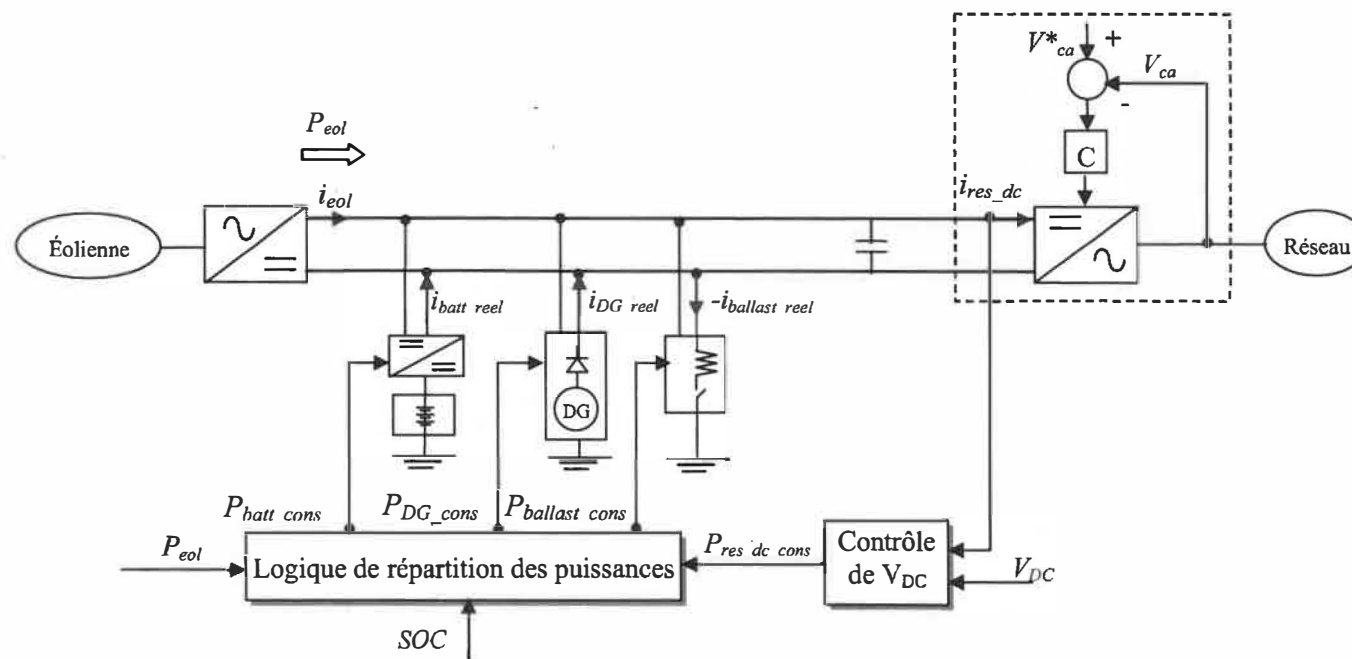 V*ca
+
Vca
-
C
Peol
ieol
ires_dc
Éolienne
Réseau
ibatt reel
iDG reel
-iballast reel
DG
Pbatt cons
PDG_cons
Pballast cons
Peol
Logique de répartition des puissances
Pres dc cons
Contrôle
de VDC
VDC
SOC